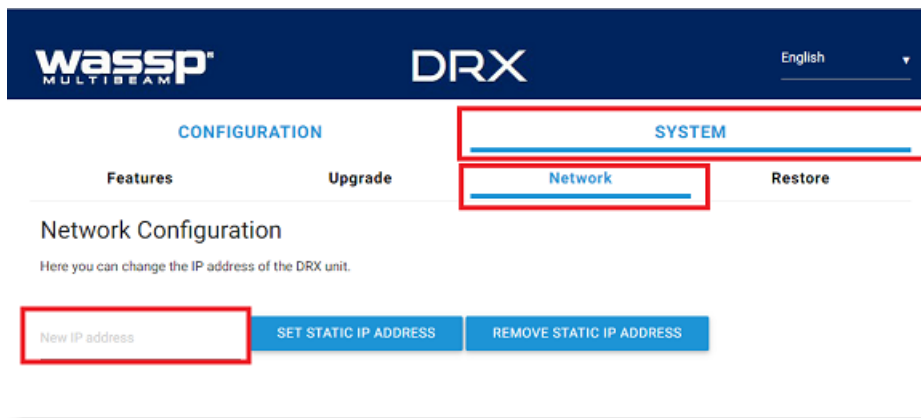 wassp
MULTIBEAM
DRX
English
CONFIGURATION
SYSTEM
Features
Upgrade
Network
Restore
Network Configuration
Here you can change the IP address of the DRX unit.
New IP address
SET STATIC IP ADDRESS
REMOVE STATIC IP ADDRESS